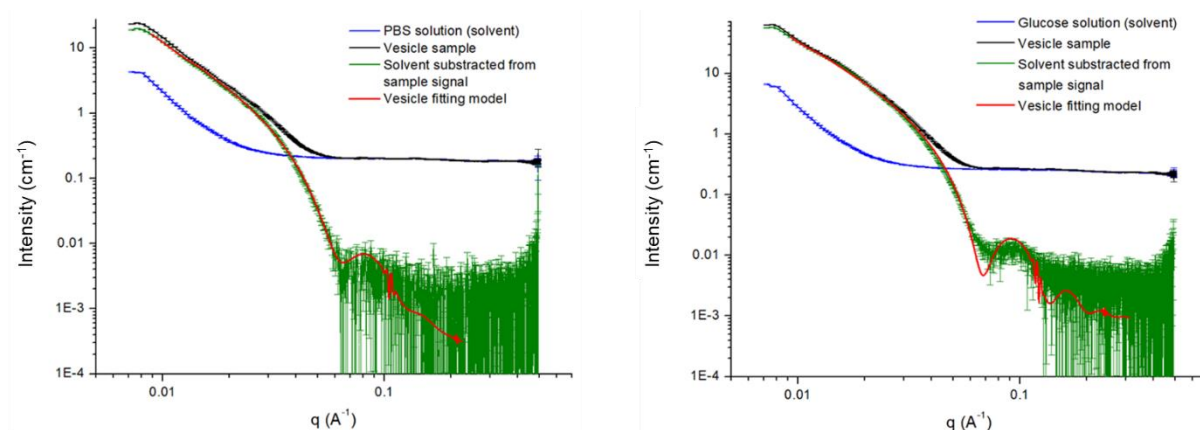 PBS solution (solvent)
Vesicle sample
Solvent substracted from
sample signal
Vesicle fitting model
10
1
0.1
0.01
1E-3
1E-4
Intensity (cm⁻¹)
0.01
0.1
q (A⁻¹)
Glucose solution (solvent)
Vesicle sample
Solvent substracted from
sample signal
Vesicle fitting model
10
1
0.1
0.01
1E-3
1E-4
Intensity (cm⁻¹)
0.01
0.1
q (A⁻¹)